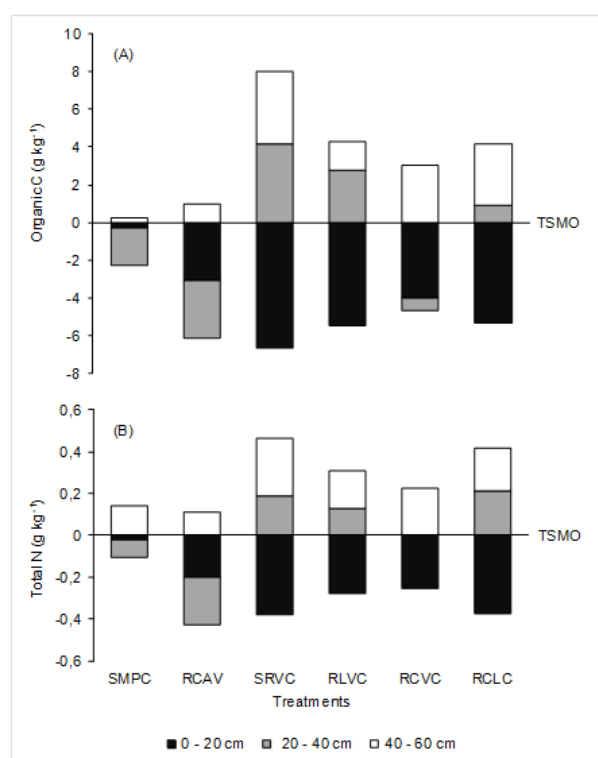 (A)
Organic C (g kg⁻¹)
10
8
6
4
2
0
-2
-4
-6
-8
TSMO
(B)
Total N (g kg⁻¹)
0,6
0,4
0,2
0
-0,2
-0,4
-0,6
TSMO
SMPC RCAV SRVC RLVC RCVC RCLC
Treatments
0 - 20 cm 20 - 40 cm 40 - 60 cm